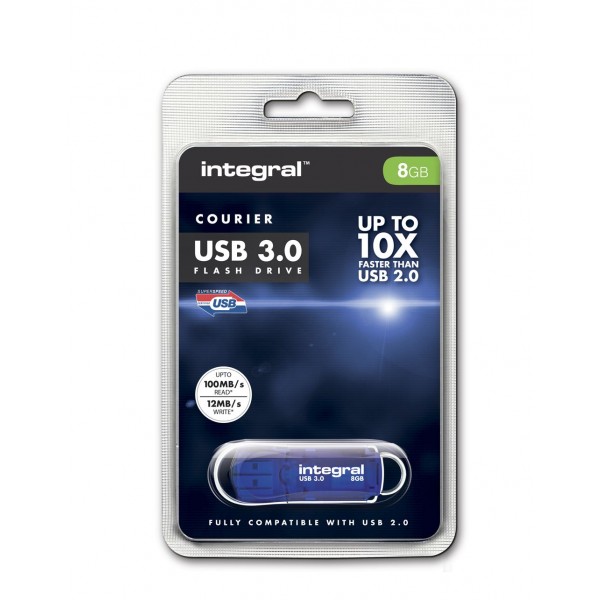 integral™
8GB
COURIER
USB 3.0
FLASH DRIVE
UP TO
10X
FASTER THAN
USB 2.0
SUPERSPEED
CERTIFIED
USB
UPTO
100MB/s
READ*
12MB/s
WRITE*
integral
USB 3.0 8GB
FULLY COMPATIBLE WITH USB 2.0